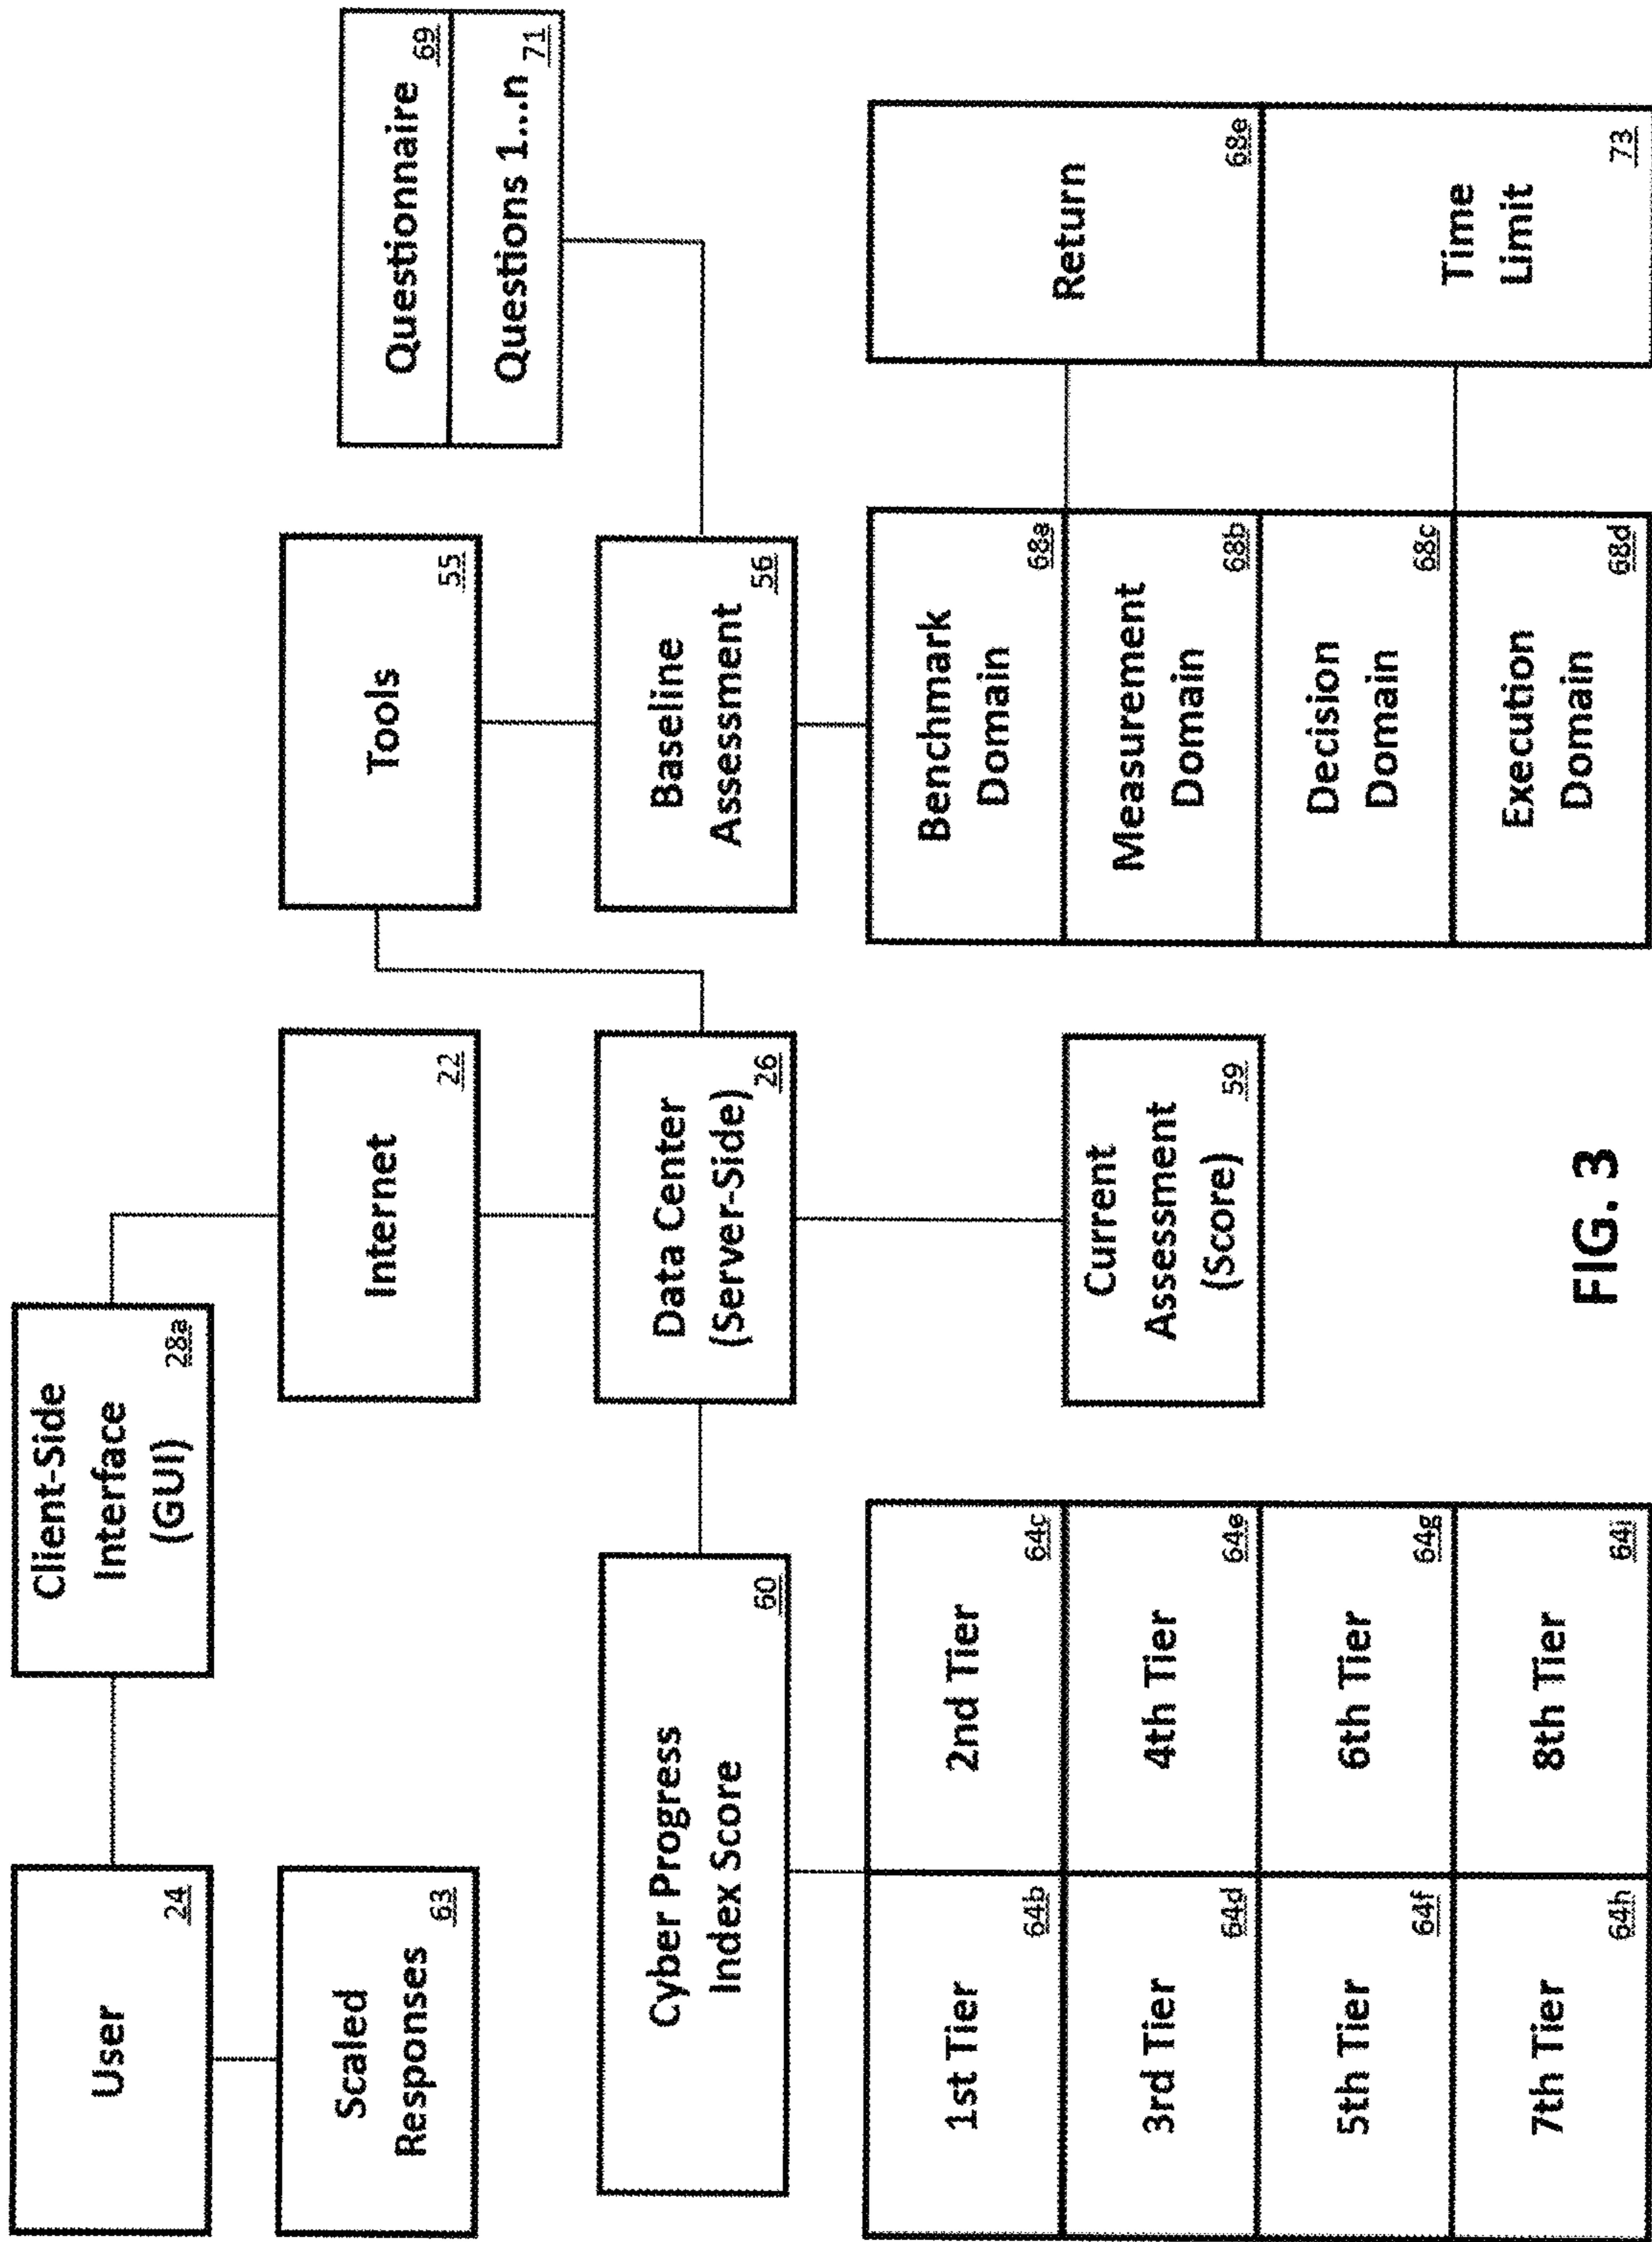 User
24
Client-Side
Interface
(GUI)
28a
Scaled
Responses
63
Internet
22
Tools
55
Questionnaire
69
Questions 1...n
71
Cyber Progress
Index Score
60
Data Center
(Server-Side)
26
Baseline
Assessment
56
1st Tier
64b
2nd Tier
64c
3rd Tier
64d
4th Tier
64e
5th Tier
64f
6th Tier
64g
7th Tier
64h
8th Tier
64i
Current
Assessment
(Score)
59
Benchmark
Domain
68a
Measurement
Domain
68b
Decision
Domain
68c
Execution
Domain
68d
Return
68e
Time
Limit
73
FIG. 3